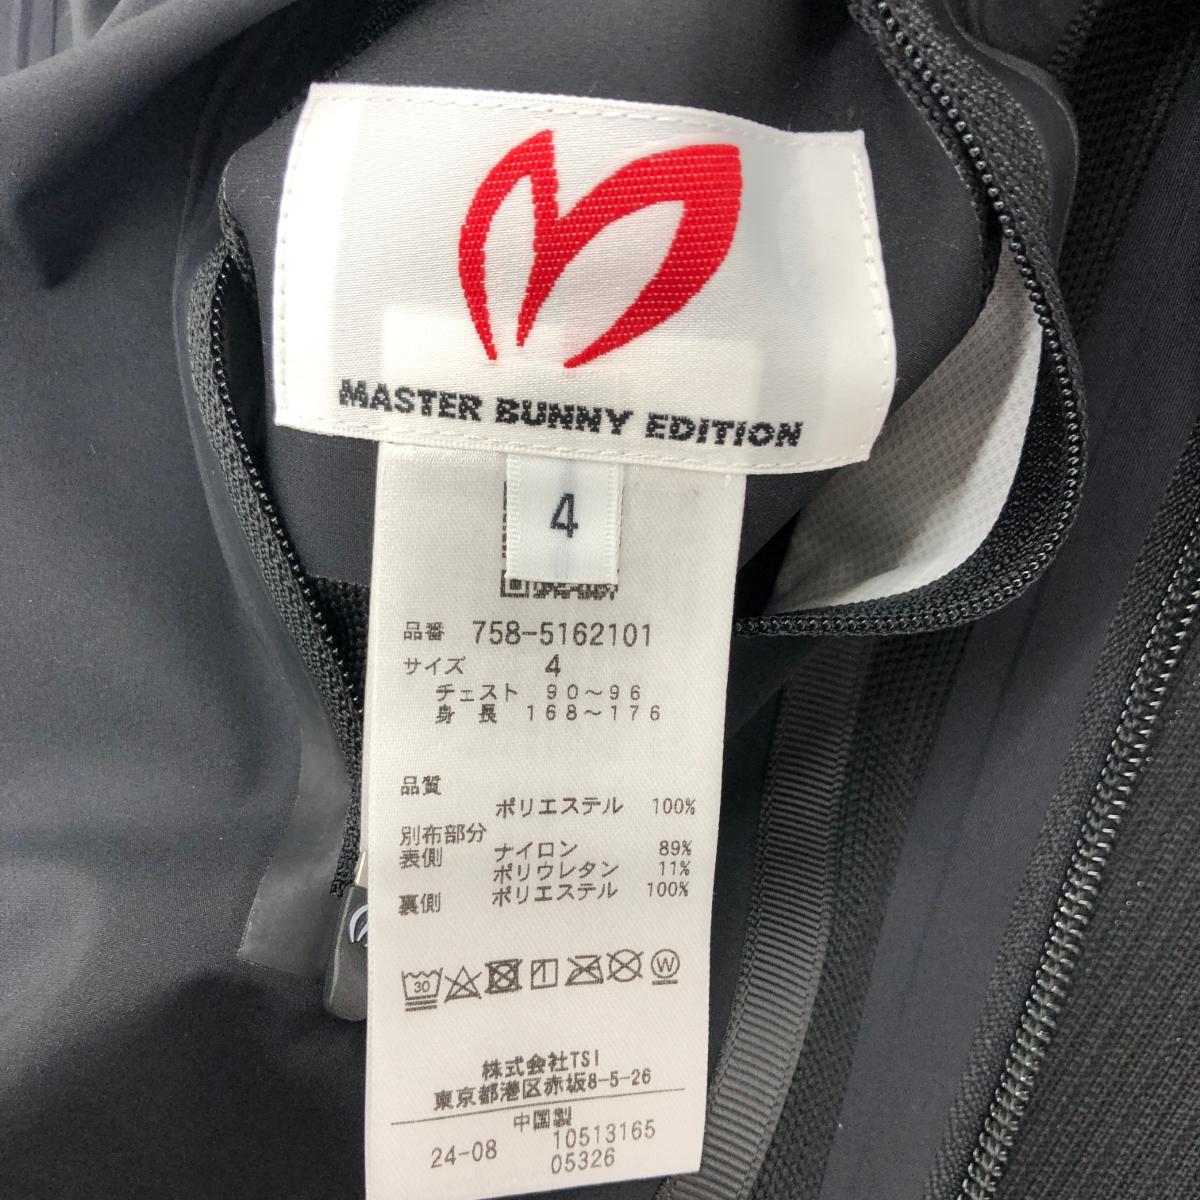 MASTER BUNNY EDITION
4
品番 758-5162101
サイズ 4
チェスト 90～96
身長 168～176
品質
ポリエステル 100%
別布部分
表側 ナイロン 89%
ポリウレタン 11%
裏側 ポリエステル 100%
30
W
株式会社TSI
東京都港区赤坂8-5-26
中国製
24-08 10513165
05326